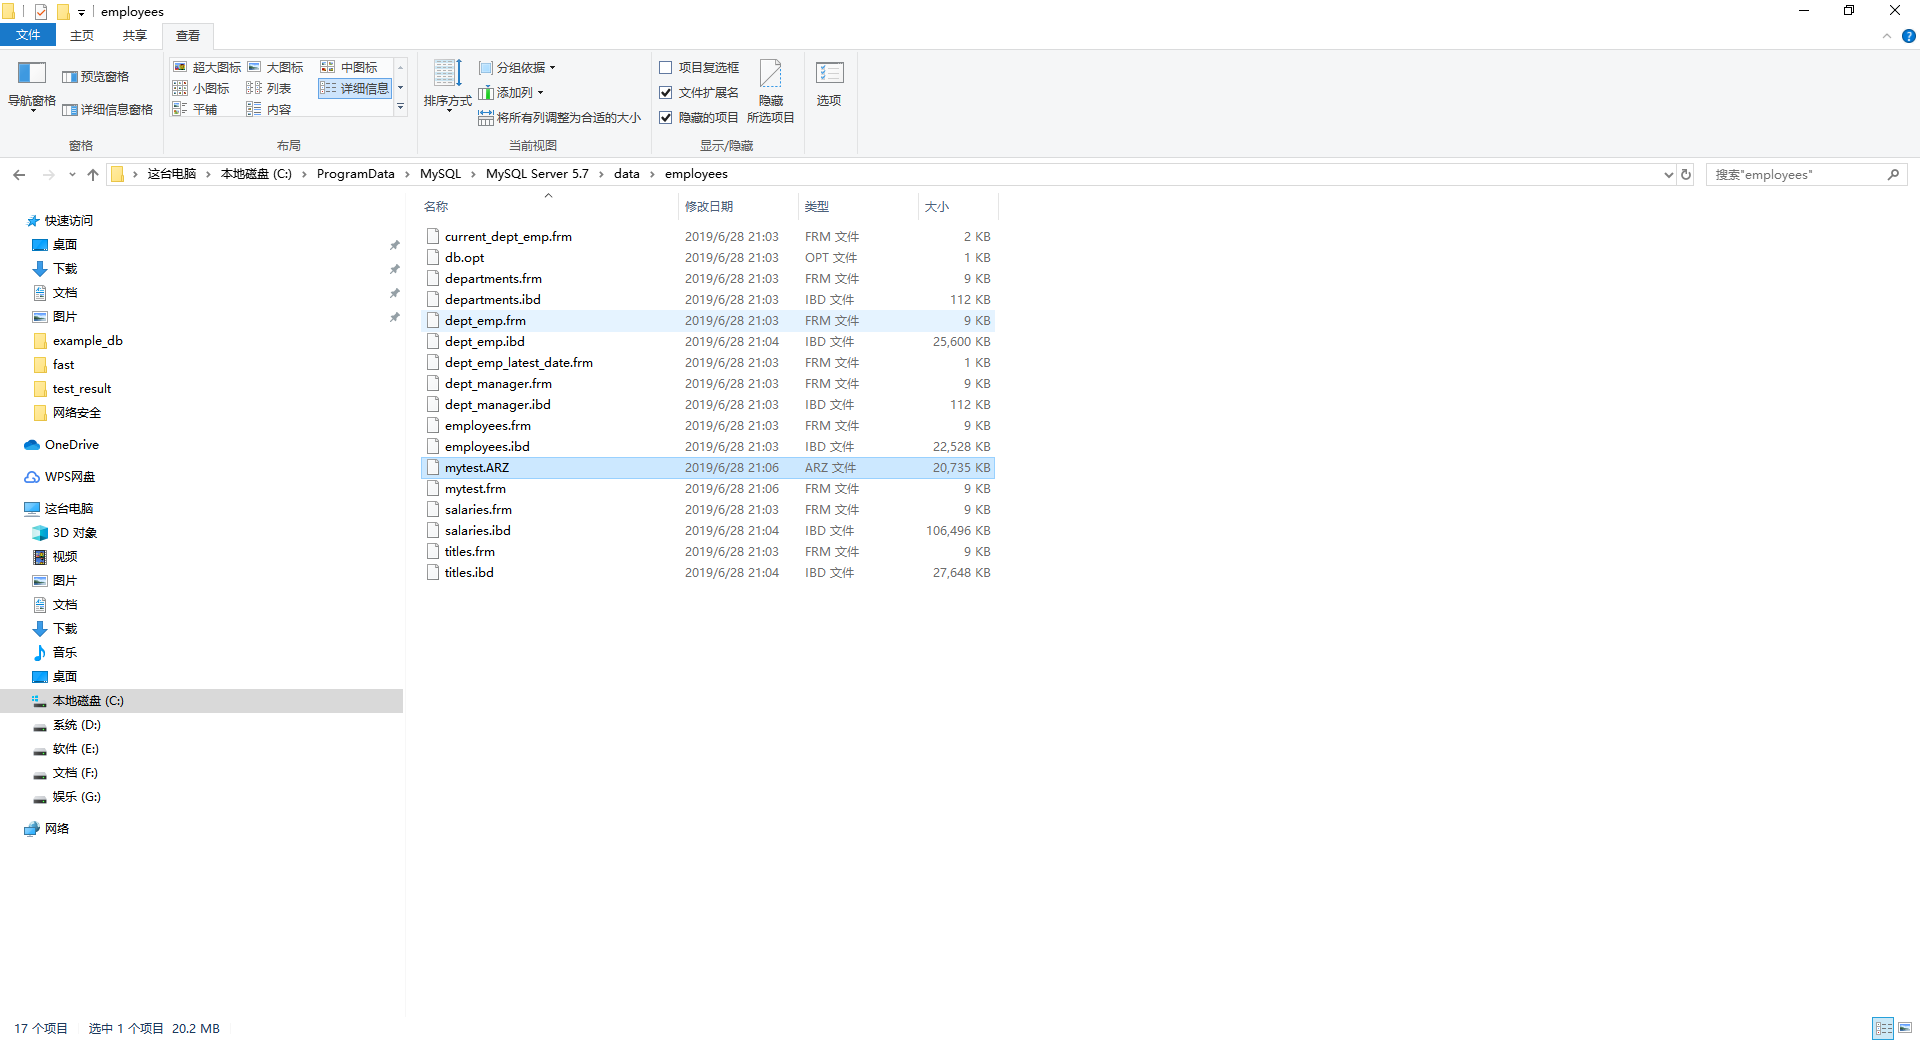 employees
文件 主页 共享 查看
导航窗格 预览窗格 详细信息窗格
窗格
超大图标 大图标 中图标
小图标 列表 详细信息
平铺 内容
布局
排序方式 分组依据
添加列
将所有列调整为合适的大小
当前视图
项目复选框
文件扩展名
隐藏的项目
隐藏
所选项目
显示/隐藏
选项
这台电脑 本地磁盘 (C:) ProgramData MySQL MySQL Server 5.7 data employees
搜索"employees"
快速访问
桌面
下载
文档
图片
example_db
fast
test_result
网络安全
OneDrive
WPS网盘
这台电脑
3D 对象
视频
图片
文档
下载
音乐
桌面
本地磁盘 (C:)
系统 (D:)
软件 (E:)
文档 (F:)
娱乐 (G:)
网络
名称 修改日期 类型 大小
current_dept_emp.frm 2019/6/28 21:03 FRM 文件 2 KB
db.opt 2019/6/28 21:03 OPT 文件 1 KB
departments.frm 2019/6/28 21:03 FRM 文件 9 KB
departments.ibd 2019/6/28 21:03 IBD 文件 112 KB
dept_emp.frm 2019/6/28 21:03 FRM 文件 9 KB
dept_emp.ibd 2019/6/28 21:04 IBD 文件 25,600 KB
dept_emp_latest_date.frm 2019/6/28 21:03 FRM 文件 1 KB
dept_manager.frm 2019/6/28 21:03 FRM 文件 9 KB
dept_manager.ibd 2019/6/28 21:03 IBD 文件 112 KB
employees.frm 2019/6/28 21:03 FRM 文件 9 KB
employees.ibd 2019/6/28 21:03 IBD 文件 22,528 KB
mytest.ARZ 2019/6/28 21:06 ARZ 文件 20,735 KB
mytest.frm 2019/6/28 21:06 FRM 文件 9 KB
salaries.frm 2019/6/28 21:03 FRM 文件 9 KB
salaries.ibd 2019/6/28 21:04 IBD 文件 106,496 KB
titles.frm 2019/6/28 21:03 FRM 文件 9 KB
titles.ibd 2019/6/28 21:04 IBD 文件 27,648 KB
17 个项目 选中 1 个项目 20.2 MB